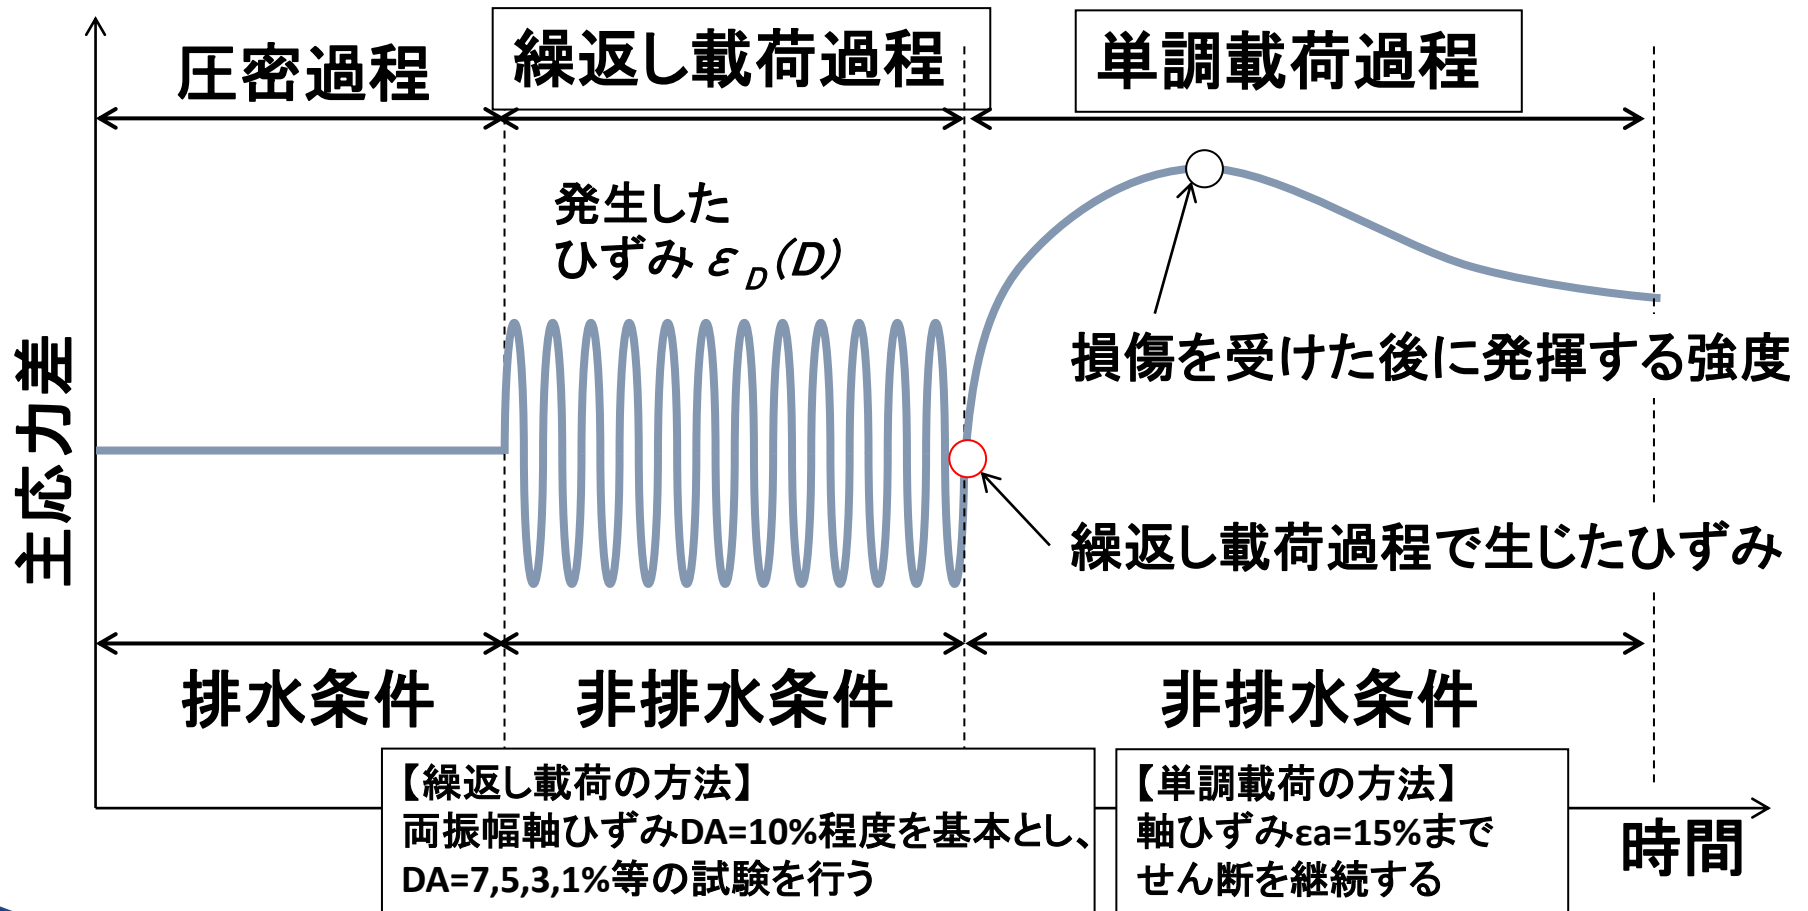 圧密過程
繰返し載荷過程
単調載荷過程
発生した
ひずみεD(D)
主応力差
損傷を受けた後に発揮する強度
繰返し載荷過程で生じたひずみ
排水条件
非排水条件
非排水条件
【繰返し載荷の方法】
両振幅軸ひずみDA=10%程度を基本とし、
DA=7,5,3,1%等の試験を行う
【単調載荷の方法】
軸ひずみεa=15%まで
せん断を継続する
時間